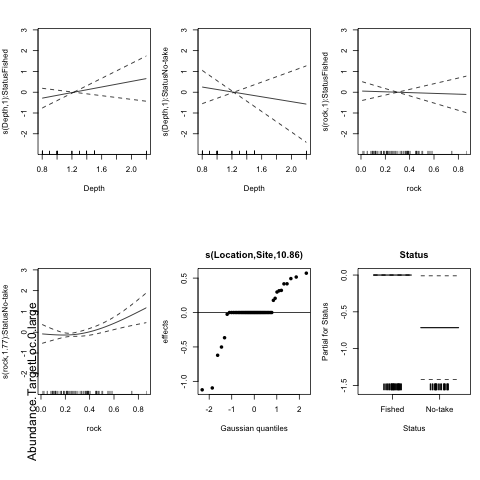 s(Depth,1):StatusFished
3
2
1
0
-1
-2
0.8 1.2 1.6 2.0
Depth
s(Depth,1):StatusNo-take
3
2
1
0
-1
-2
0.8 1.2 1.6 2.0
Depth
s(rock,1):StatusFished
3
2
1
0
-1
-2
0.0 0.2 0.4 0.6 0.8
rock
s(rock,1.77):StatusNo-take
3
2
1
0
-1
-2
0.0 0.2 0.4 0.6 0.8
rock
Abundance.TargetLoc.0.large
s(Location,Site,10.86)
effects
0.5
0.0
-0.5
-1.0
-2 -1 0 1 2
Gaussian quantiles
Status
Partial for Status
0.0
-0.5
-1.0
-1.5
Fished No-take
Status